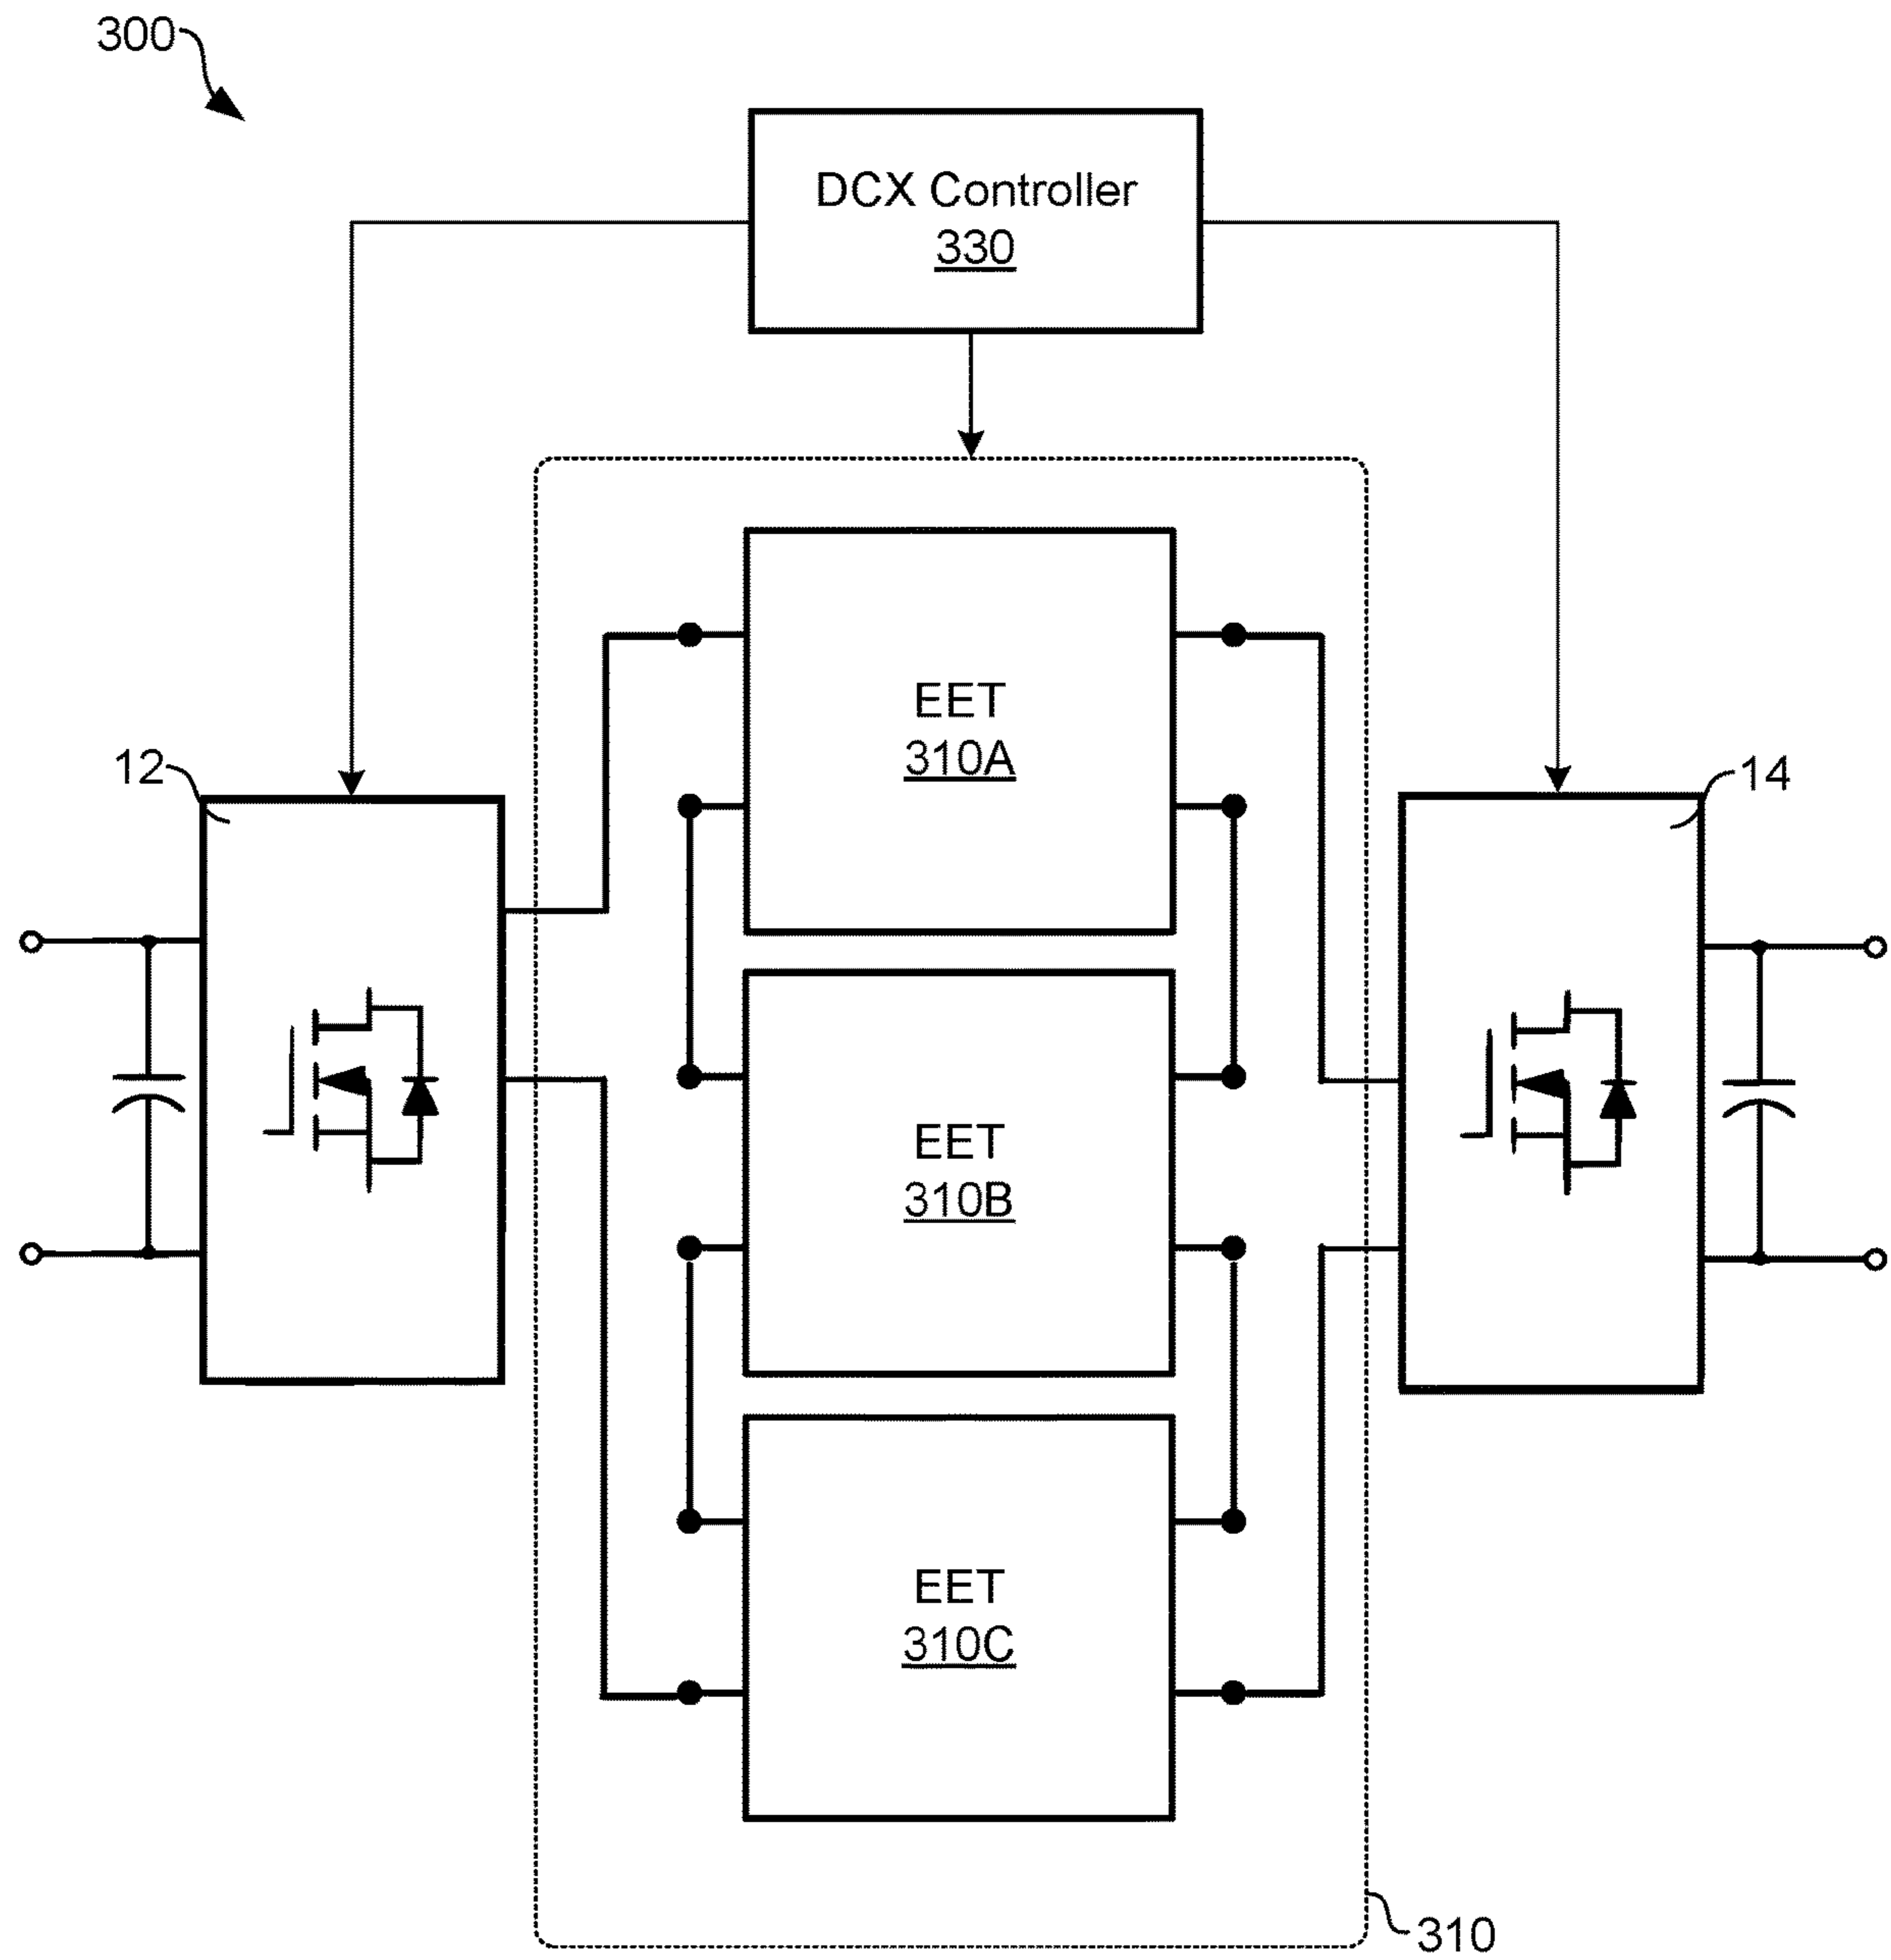 300
DCX Controller
330
12
14
EET
310A
EET
310B
EET
310C
310